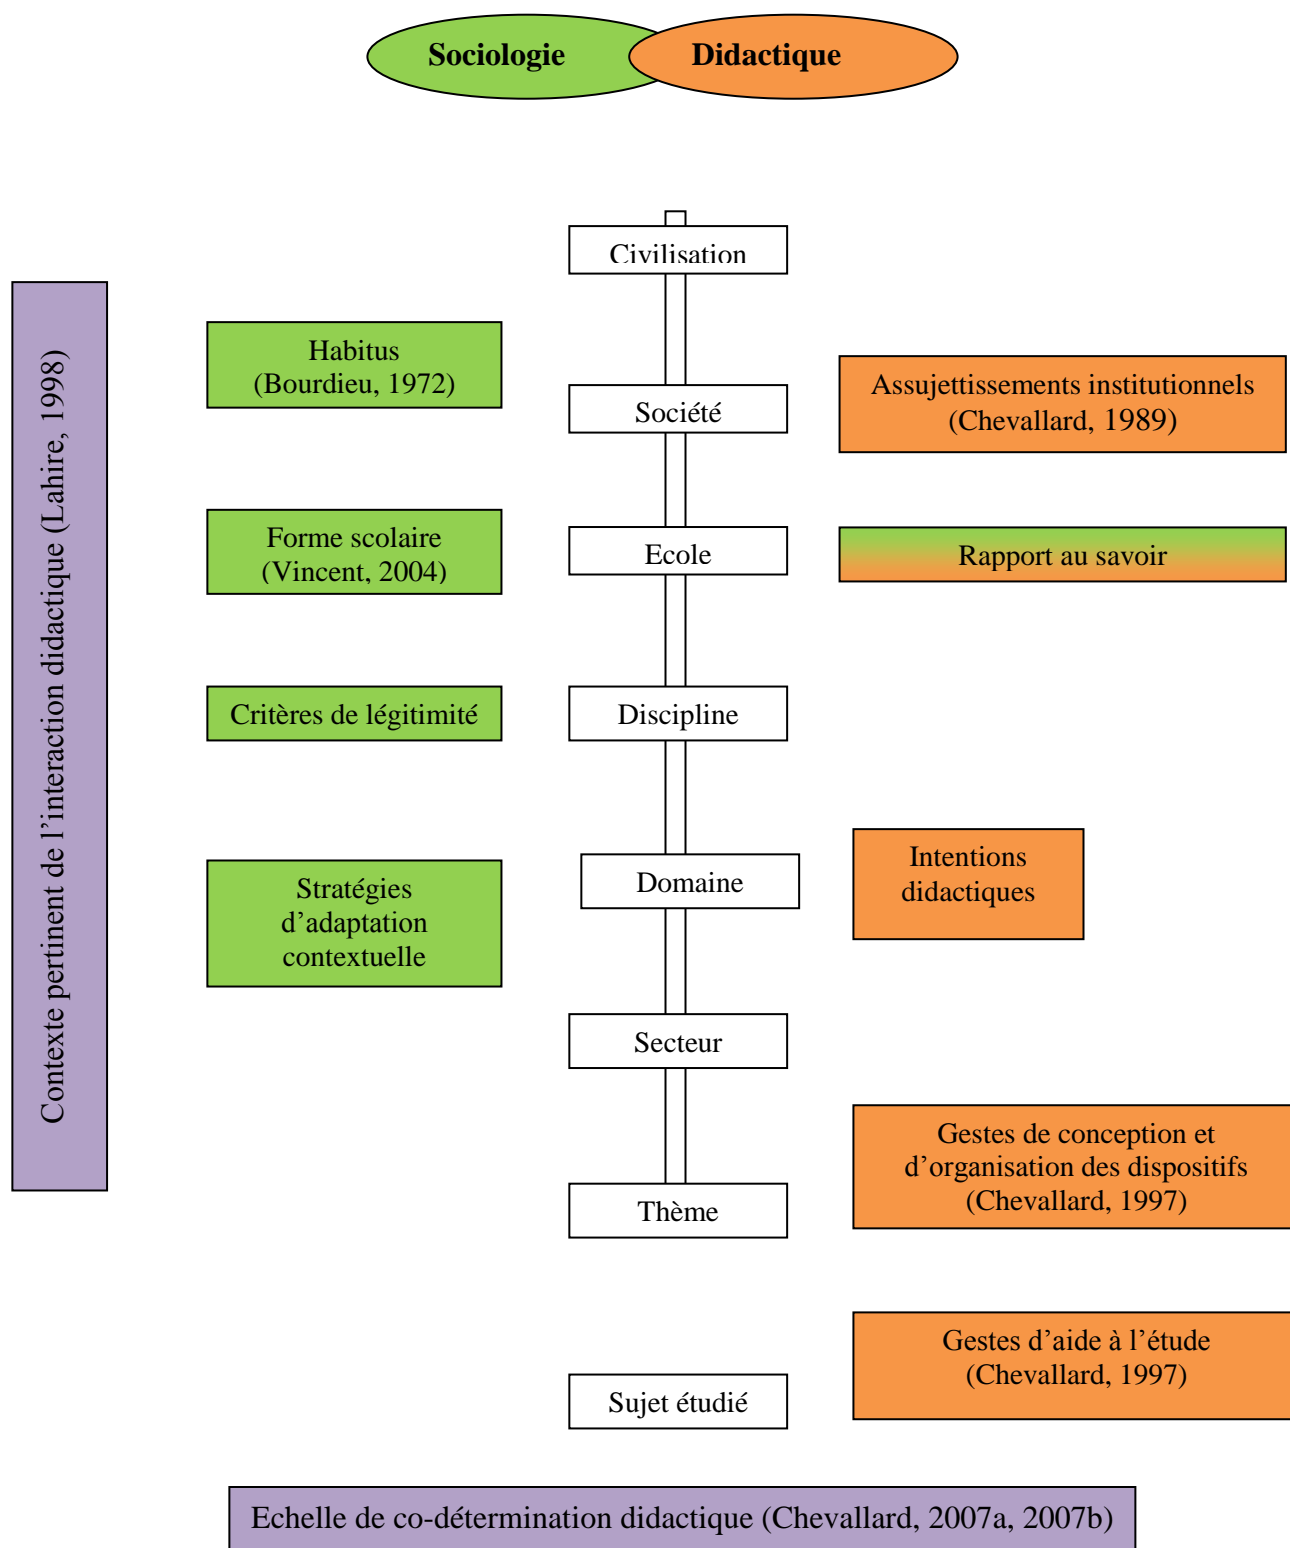 Sociologie
Didactique
Civilisation
Contexte pertinent de l'interaction didactique (Lahire, 1998)
Habitus
(Bourdieu, 1972)
Société
Assujettissements institutionnels
(Chevallard, 1989)
Forme scolaire
(Vincent, 2004)
Ecole
Rapport au savoir
Critères de légitimité
Discipline
Stratégies
d'adaptation
contextuelle
Domaine
Intentions
didactiques
Secteur
Thème
Gestes de conception et
d'organisation des dispositifs
(Chevallard, 1997)
Gestes d'aide à l'étude
(Chevallard, 1997)
Sujet étudié
Echelle de co-détermination didactique (Chevallard, 2007a, 2007b)